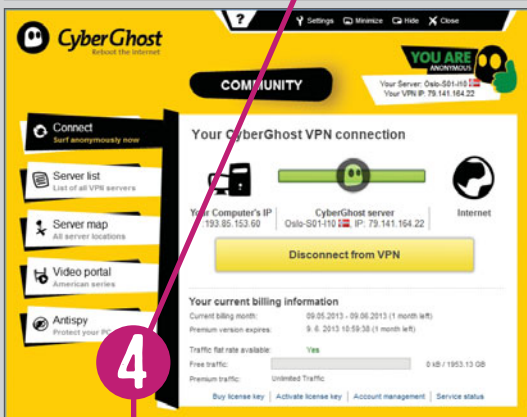 ?
Settings Minimize Hide Close
CyberGhost
Reboot the internet
COMMUNITY
YOU ARE
ANONYMOUS
Your Server: Oslo-S01-I10
Your VPN IP: 79.141.164.22
Connect
Surf anonymously now
Server list
List of all VPN servers
Server map
All server locations
Video portal
American series
Antispy
Protect your PC
Your CyberGhost VPN connection
Your Computer's IP
:193.85.153.60
CyberGhost server
Oslo-S01-I10, IP: 79.141.164.22
Internet
Disconnect from VPN
Your current billing information
Current billing month: 09.05.2013 - 09.06.2013 (1 month left)
Premium version expires: 9. 6. 2013 10:59:38 (1 month left)
Traffic flat rate available: Yes
Free traffic: 0 kB / 1953.13 GB
Premium traffic: Unlimited Traffic
Buy license key | Activate license key | Account management | Service status
4